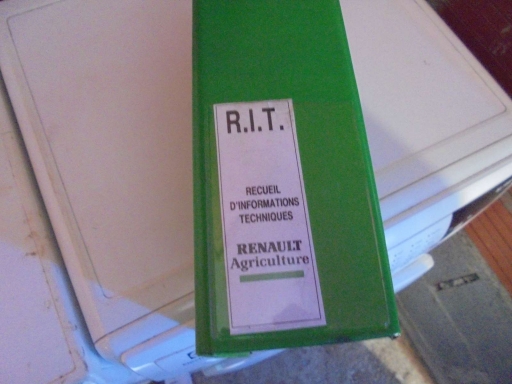 R.I.T.
RECUEIL
D'INFORMATIONS
TECHNIQUES
RENAULT
Agriculture